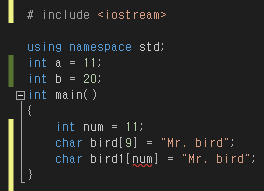 # include <iostream>
using namespace std;
int a = 11;
int b = 20;
int main()
{
int num = 11;
char bird[9] = "Mr. bird";
char bird1[num] = "Mr. bird";
}